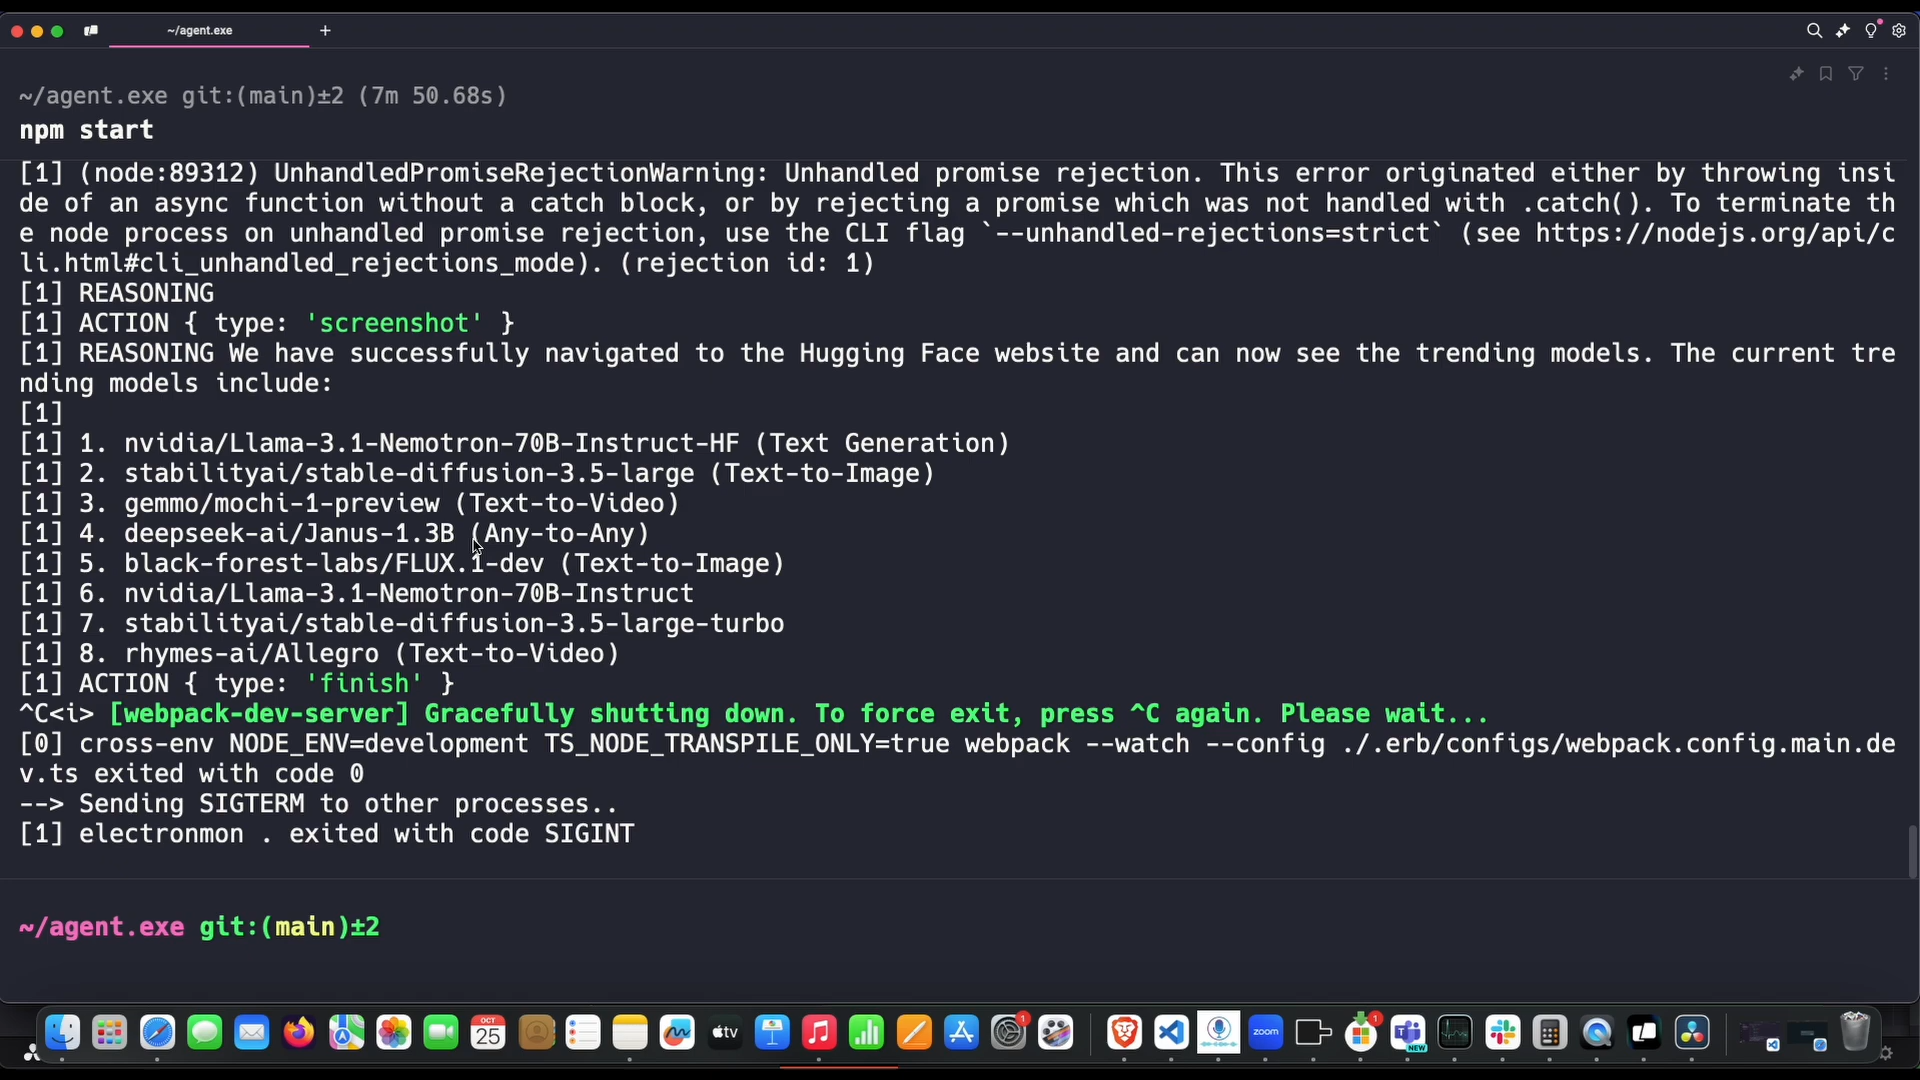 ~/agent.exe
~/agent.exe git:(main)±2 (7m 50.68s)
npm start
[1] (node:89312) UnhandledPromiseRejectionWarning: Unhandled promise rejection. This error originated either by throwing insi
de of an async function without a catch block, or by rejecting a promise which was not handled with .catch(). To terminate th
e node process on unhandled promise rejection, use the CLI flag `--unhandled-rejections=strict` (see https://nodejs.org/api/c
li.html#cli_unhandled_rejections_mode). (rejection id: 1)
[1] REASONING
[1] ACTION { type: 'screenshot' }
[1] REASONING We have successfully navigated to the Hugging Face website and can now see the trending models. The current tre
nding models include:
[1]
[1] 1. nvidia/Llama-3.1-Nemotron-70B-Instruct-HF (Text Generation)
[1] 2. stabilityai/stable-diffusion-3.5-large (Text-to-Image)
[1] 3. gemmo/mochi-1-preview (Text-to-Video)
[1] 4. deepseek-ai/Janus-1.3B (Any-to-Any)
[1] 5. black-forest-labs/FLUX.1-dev (Text-to-Image)
[1] 6. nvidia/Llama-3.1-Nemotron-70B-Instruct
[1] 7. stabilityai/stable-diffusion-3.5-large-turbo
[1] 8. rhymes-ai/Allegro (Text-to-Video)
[1] ACTION { type: 'finish' }
^C<i> [webpack-dev-server] Gracefully shutting down. To force exit, press ^C again. Please wait...
[0] cross-env NODE_ENV=development TS_NODE_TRANSPILE_ONLY=true webpack --watch --config ./.erb/configs/webpack.config.main.de
v.ts exited with code 0
--> Sending SIGTERM to other processes..
[1] electronmon . exited with code SIGINT
~/agent.exe git:(main)±2
OCT
25
tv
1
zoom
1
NEW
1